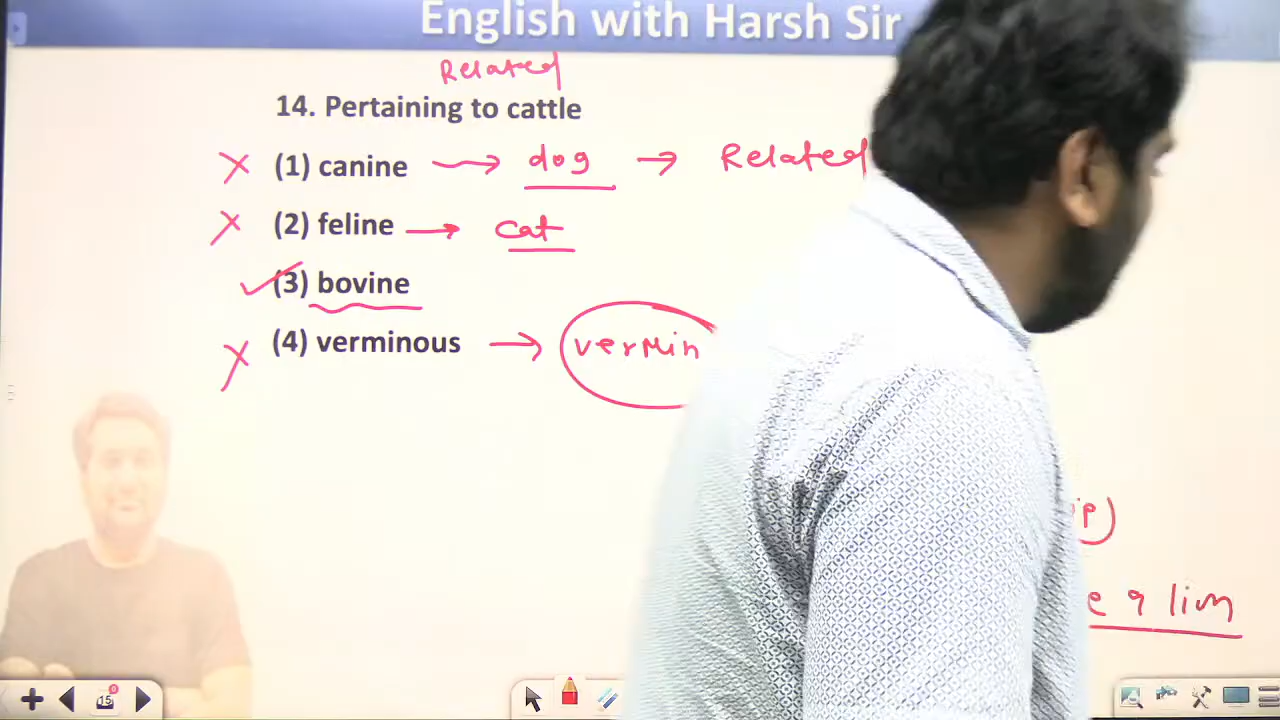 English with Harsh Sir
Related
14. Pertaining to cattle
(1) canine → dog → Related
(2) feline → cat
(3) bovine
(4) verminous → vermin
15